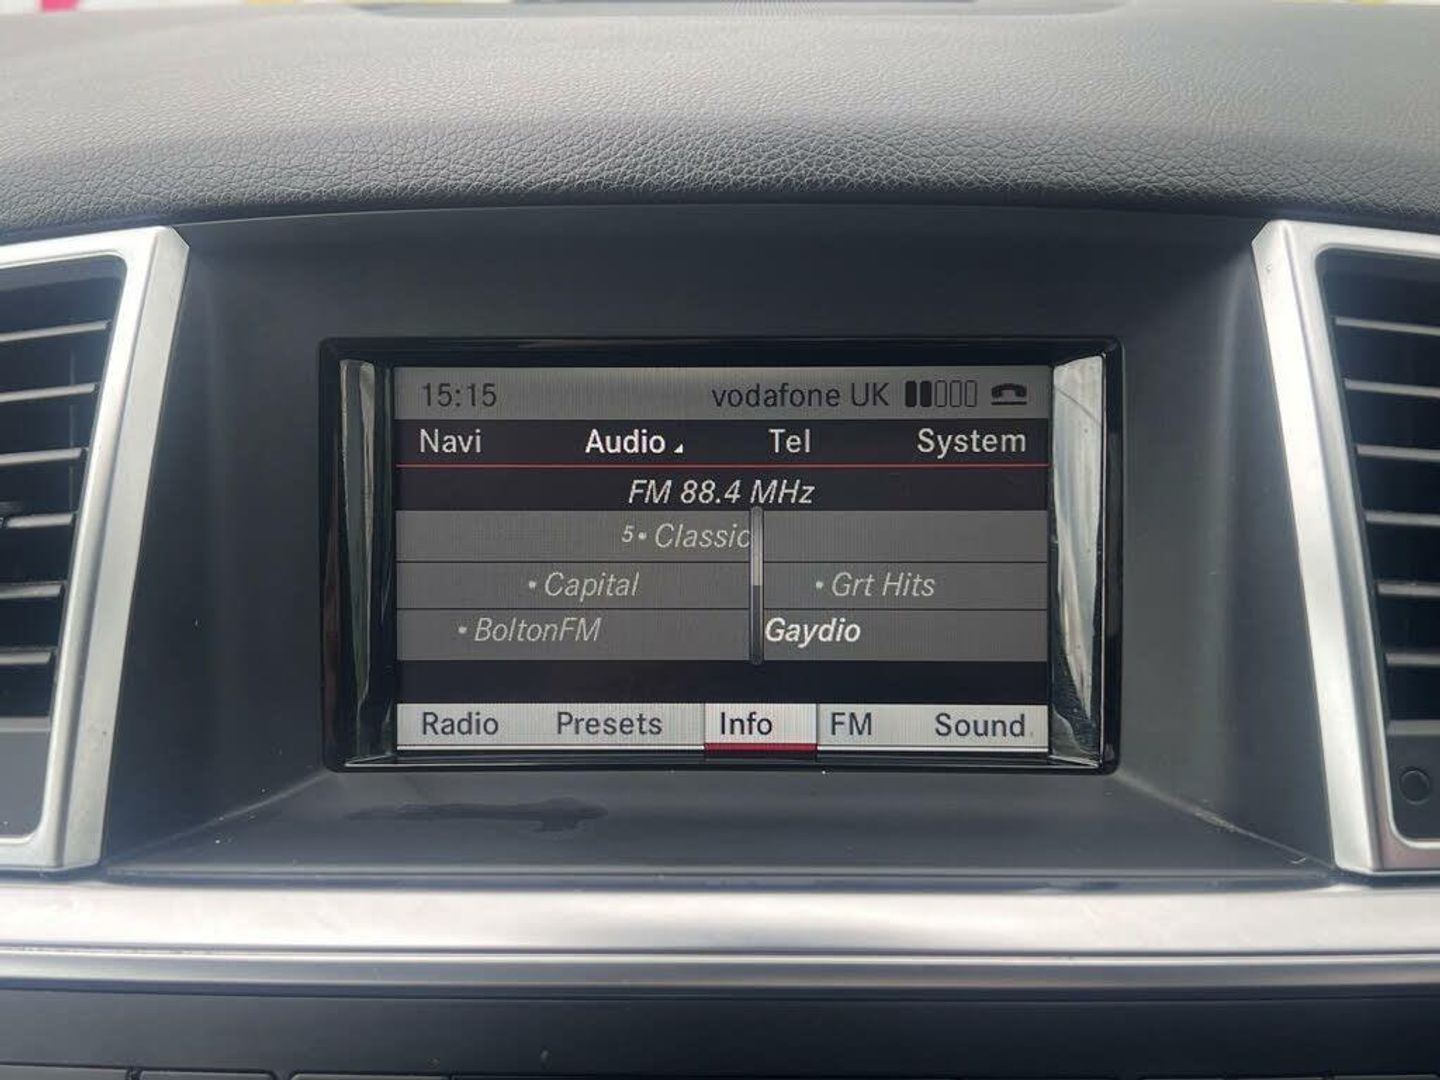 15:15 vodafone UK
Navi Audio Tel System
FM 88.4 MHz
5• Classic
• Capital • Grt Hits
• BoltonFM Gaydio
Radio Presets Info FM Sound